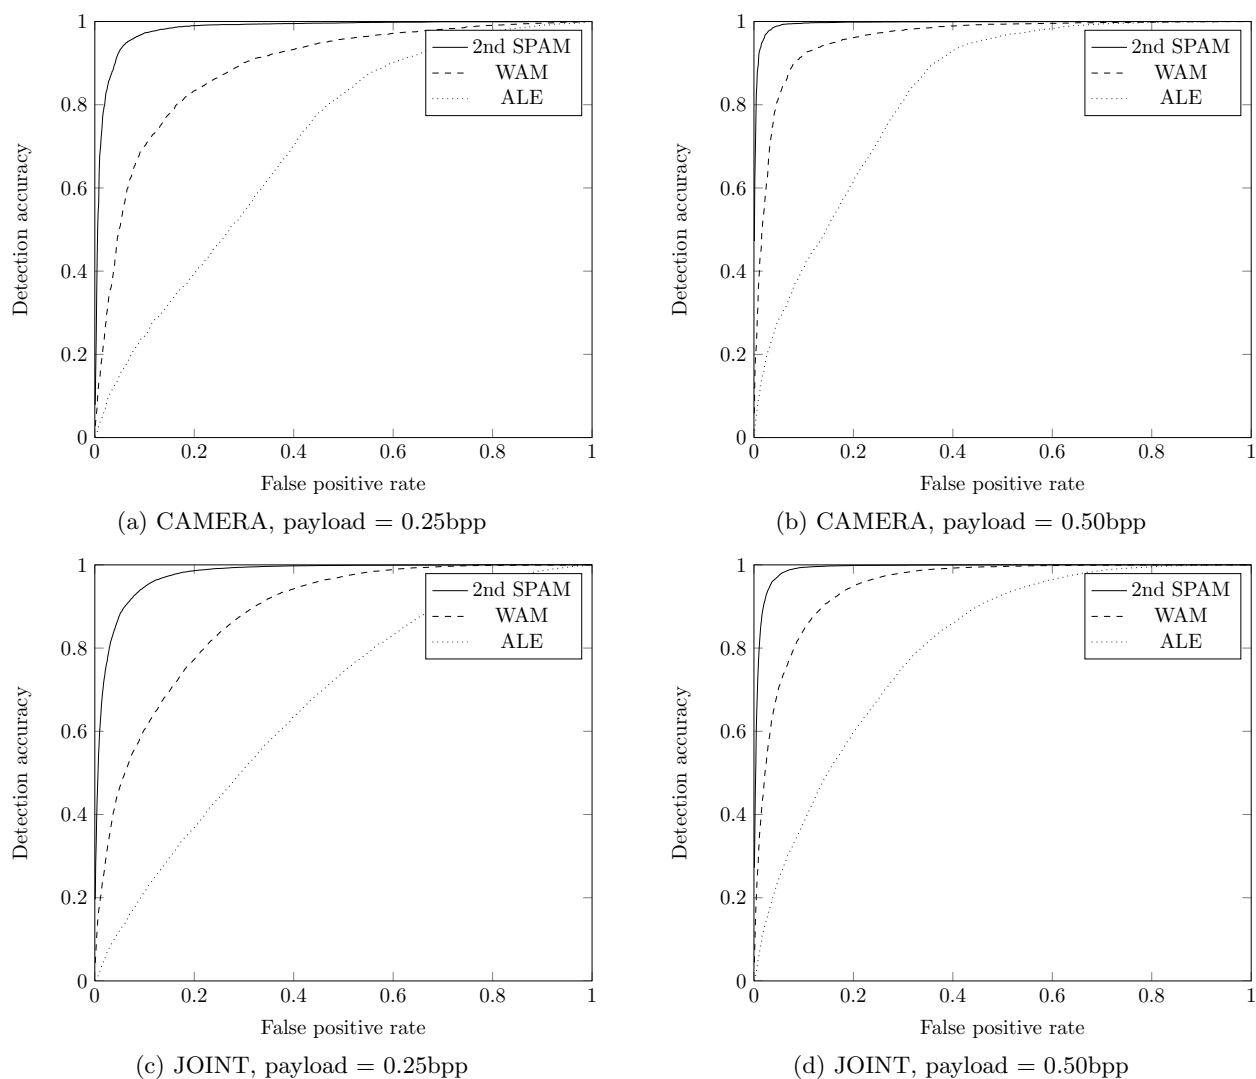 1
0.8
0.6
0.4
0.2
0
0 0.2 0.4 0.6 0.8 1
Detection accuracy
False positive rate
2nd SPAM
WAM
ALE
(a) CAMERA, payload = 0.25bpp
1
0.8
0.6
0.4
0.2
0
0 0.2 0.4 0.6 0.8 1
Detection accuracy
False positive rate
2nd SPAM
WAM
ALE
(b) CAMERA, payload = 0.50bpp
1
0.8
0.6
0.4
0.2
0
0 0.2 0.4 0.6 0.8 1
Detection accuracy
False positive rate
2nd SPAM
WAM
ALE
(c) JOINT, payload = 0.25bpp
1
0.8
0.6
0.4
0.2
0
0 0.2 0.4 0.6 0.8 1
Detection accuracy
False positive rate
2nd SPAM
WAM
ALE
(d) JOINT, payload = 0.50bpp